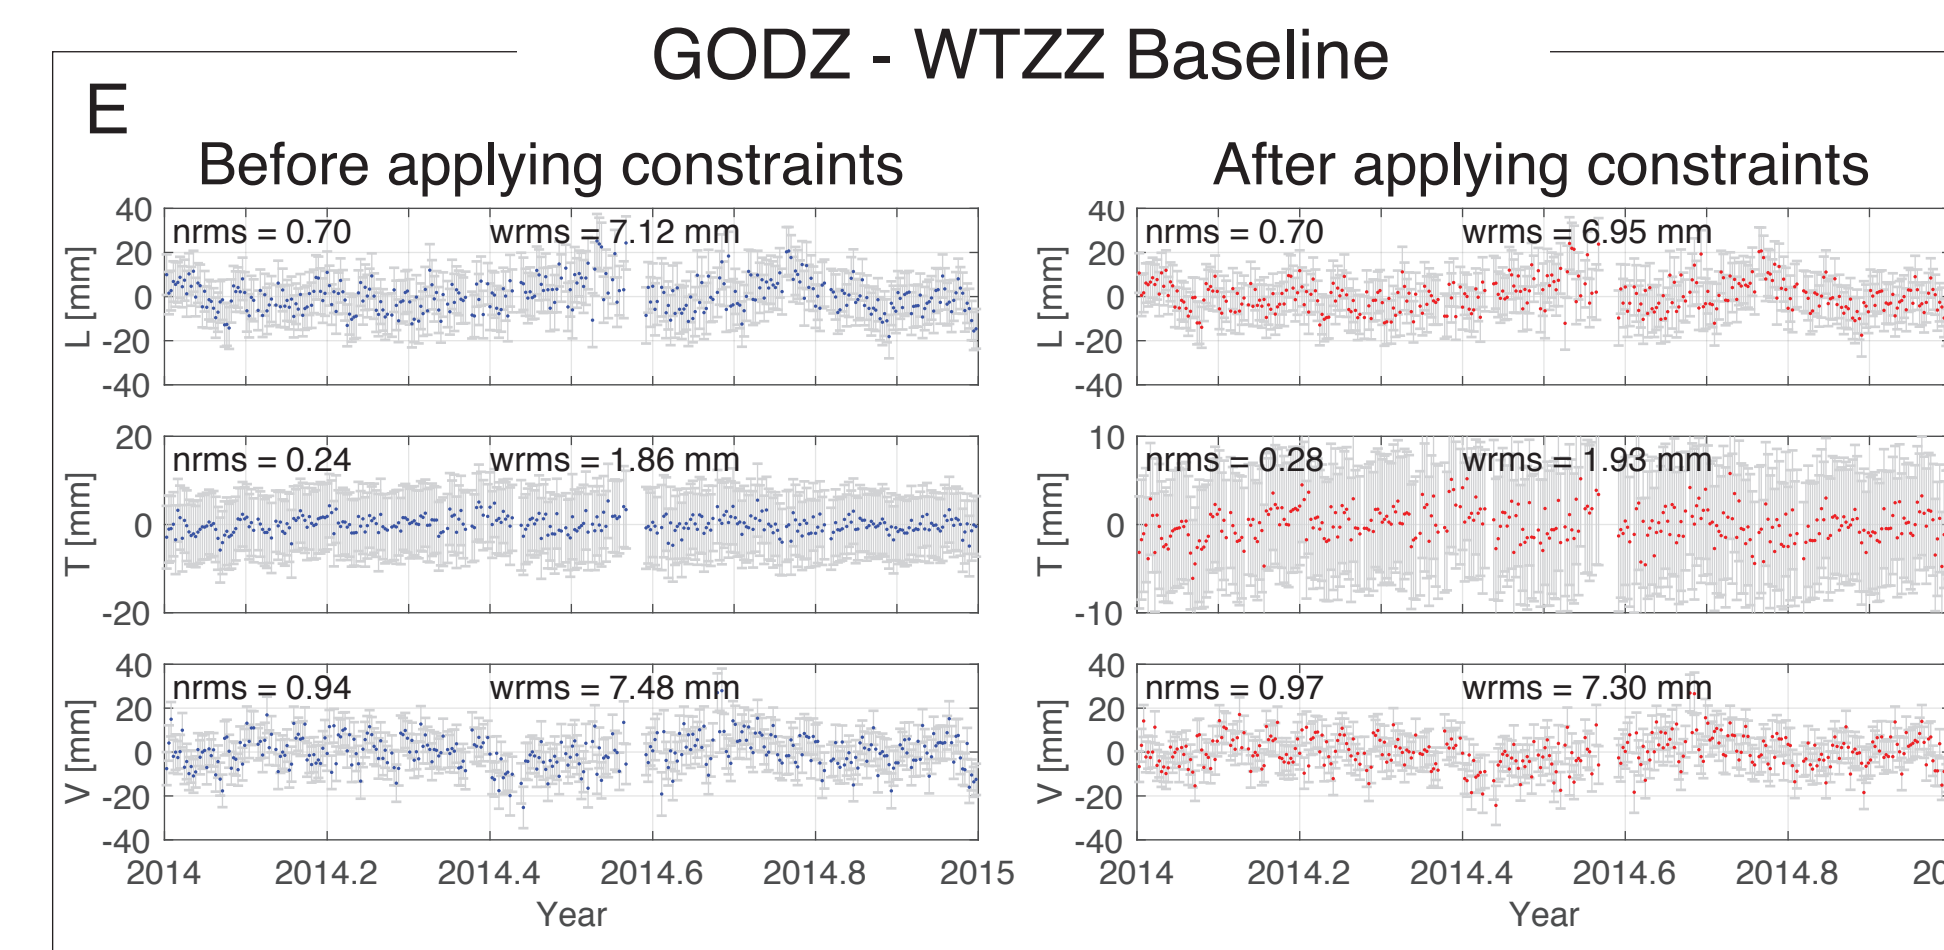 GODZ - WTZZ Baseline
E
Before applying constraints
After applying constraints
40
20
0
-20
-40
L [mm]
nrms = 0.70
wrms = 7.12 mm
40
20
0
-20
-40
L [mm]
nrms = 0.70
wrms = 6.95 mm
20
0
-20
T [mm]
nrms = 0.24
wrms = 1.86 mm
10
0
-10
T [mm]
nrms = 0.28
wrms = 1.93 mm
40
20
0
-20
-40
V [mm]
nrms = 0.94
wrms = 7.48 mm
40
20
0
-20
-40
V [mm]
nrms = 0.97
wrms = 7.30 mm
2014 2014.2 2014.4 2014.6 2014.8 2015
Year
2014 2014.2 2014.4 2014.6 2014.8
Year